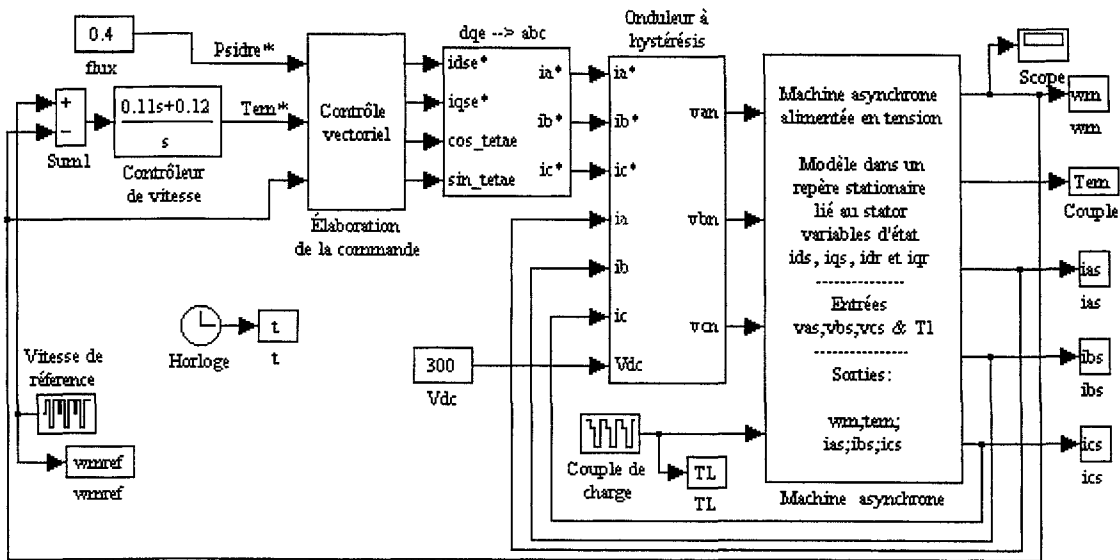 0.4
flux
Psidre*
+
−
Sum1
0.11s+0.12
s
Contrôleur
de vitesse
Tem*
Contrôle
vectoriel
Élaboration
de la commande
dqe --> abc
idse*
iqse*
cos_tetae
sin_tetae
ia*
ib*
ic*
Onduleur à
hystérésis
ia*
ib*
ic*
ia
ib
ic
Vdc
van
vbn
vcn
Machine asynchrone
alimentée en tension
Modèle dans un
repère stationaire
lié au stator
variables d'état
ids, iqs, idr et iqr
------------
Entrées
vas;vbs;vcs & Tl
------------
Sorties:
wm;tem;
ias;ibs;ics
Machine asynchrone
Scope
wm
wm
Tem
Couple
ias
ias
ibs
ibs
ics
ics
Horloge
t
t
Vitesse de
réference
wmref
wmref
300
Vdc
Couple de
charge
TL
TL